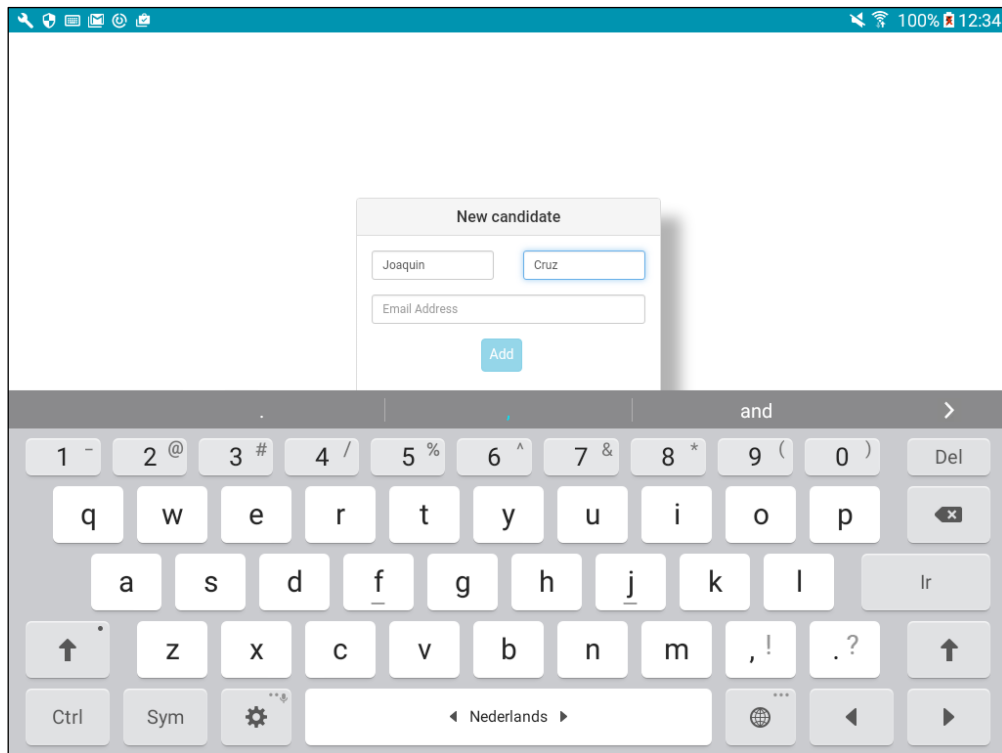 100% 12:34
New candidate
Joaquin Cruz
Email Address
Add
. , and
1 _ 2 @ 3 # 4 / 5 % 6 ^ 7 & 8 * 9 ( 0 ) Del
q w e r t y u i o p
a s d f g h j k l Ir
z x c v b n m , ! . ?
Ctrl Sym Nederlands